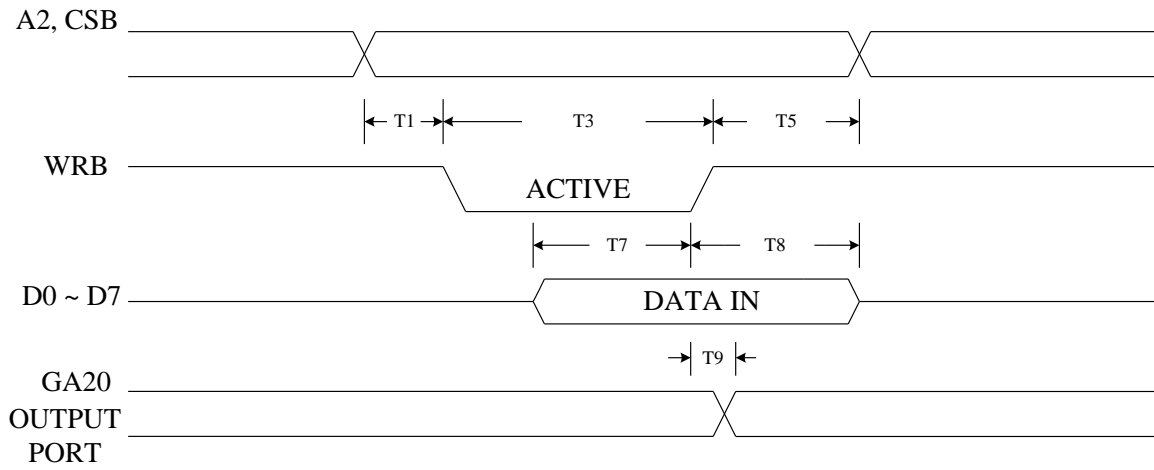 A2, CSB
T1 T3 T5
WRB
ACTIVE
T7 T8
D0 ~ D7
DATA IN
T9
GA20
OUTPUT
PORT